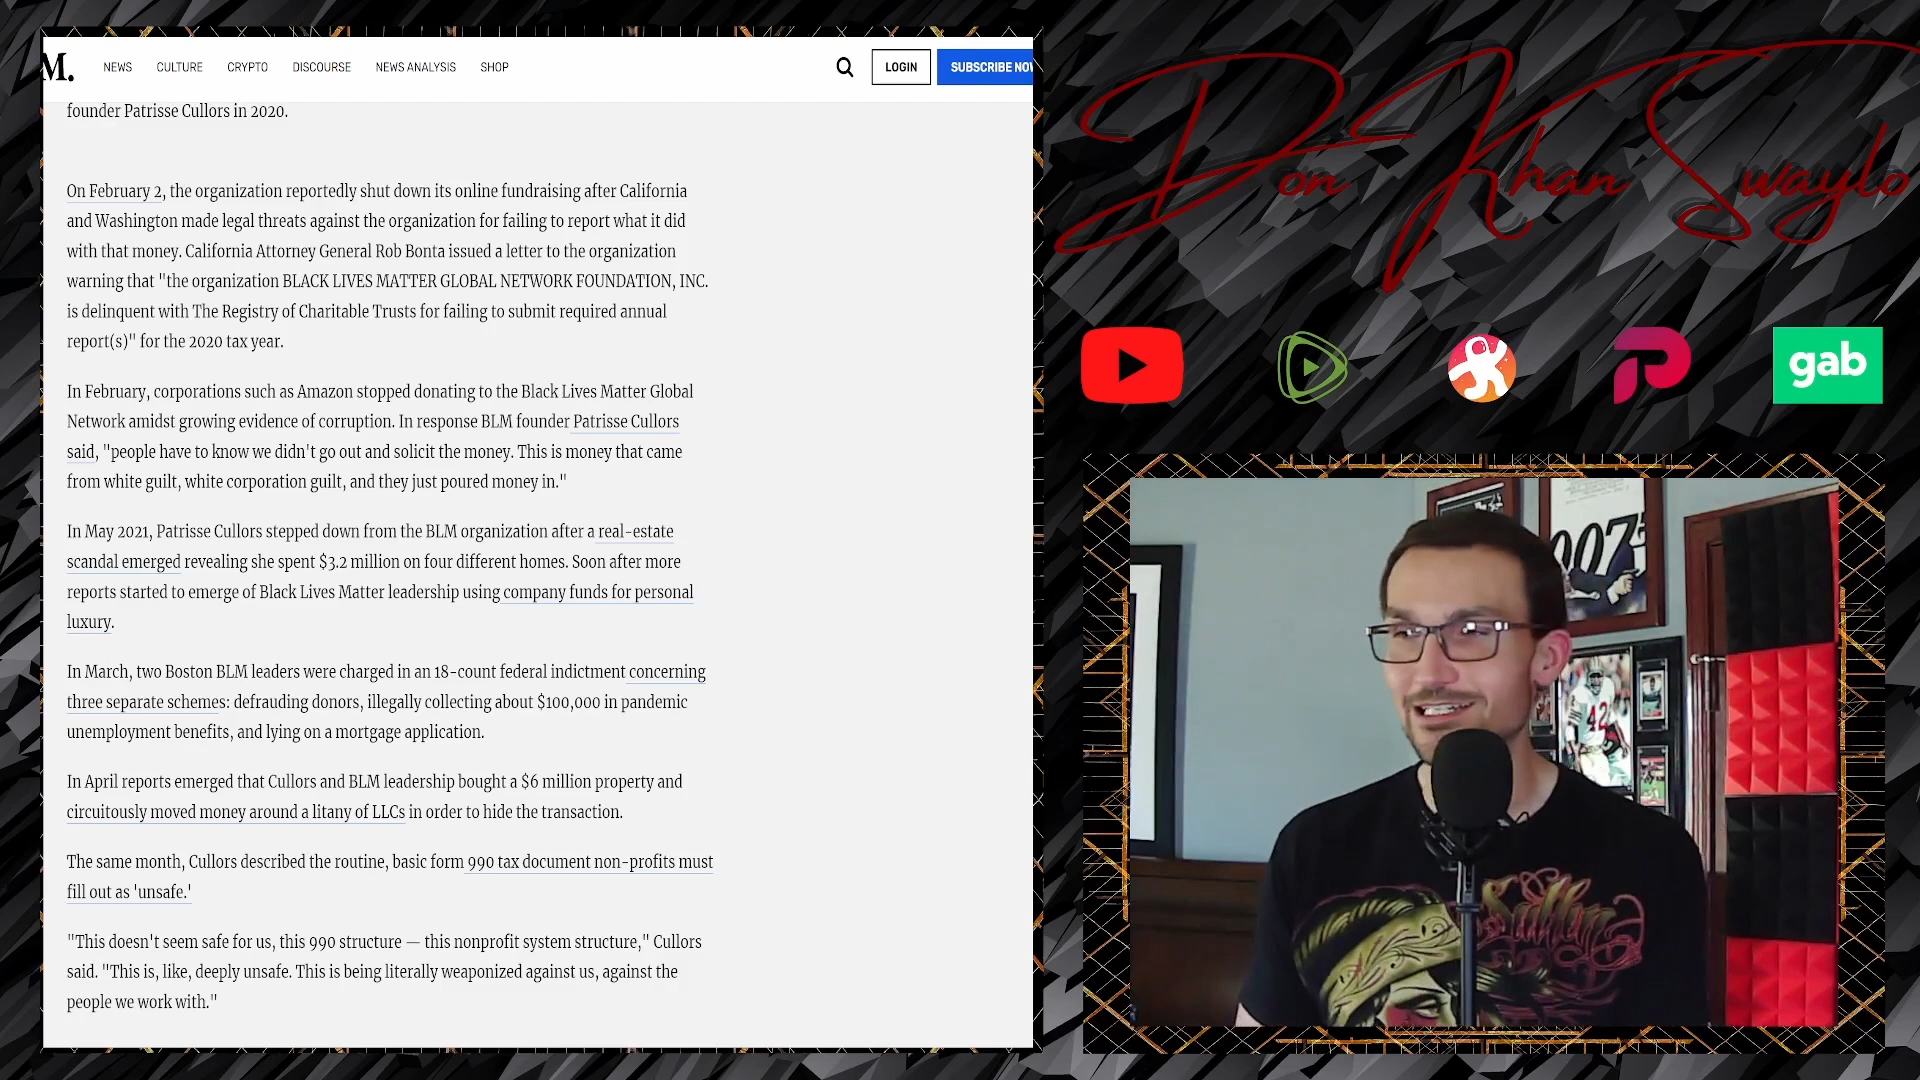 M.
NEWS
CULTURE
CRYPTO
DISCOURSE
NEWS ANALYSIS
SHOP
LOGIN
SUBSCRIBE NOW
founder Patrisse Cullors in 2020.
On February 2, the organization reportedly shut down its online fundraising after California
and Washington made legal threats against the organization for failing to report what it did
with that money. California Attorney General Rob Bonta issued a letter to the organization
warning that "the organization BLACK LIVES MATTER GLOBAL NETWORK FOUNDATION, INC.
is delinquent with The Registry of Charitable Trusts for failing to submit required annual
report(s)" for the 2020 tax year.
In February, corporations such as Amazon stopped donating to the Black Lives Matter Global
Network amidst growing evidence of corruption. In response BLM founder Patrisse Cullors
said, "people have to know we didn't go out and solicit the money. This is money that came
from white guilt, white corporation guilt, and they just poured money in."
In May 2021, Patrisse Cullors stepped down from the BLM organization after a real-estate
scandal emerged revealing she spent $3.2 million on four different homes. Soon after more
reports started to emerge of Black Lives Matter leadership using company funds for personal
luxury.
In March, two Boston BLM leaders were charged in an 18-count federal indictment concerning
three separate schemes: defrauding donors, illegally collecting about $100,000 in pandemic
unemployment benefits, and lying on a mortgage application.
In April reports emerged that Cullors and BLM leadership bought a $6 million property and
circuitously moved money around a litany of LLCs in order to hide the transaction.
The same month, Cullors described the routine, basic form 990 tax document non-profits must
fill out as 'unsafe.'
"This doesn't seem safe for us, this 990 structure — this nonprofit system structure," Cullors
said. "This is, like, deeply unsafe. This is being literally weaponized against us, against the
people we work with."
Don Khan Swaylo
gab
007
42